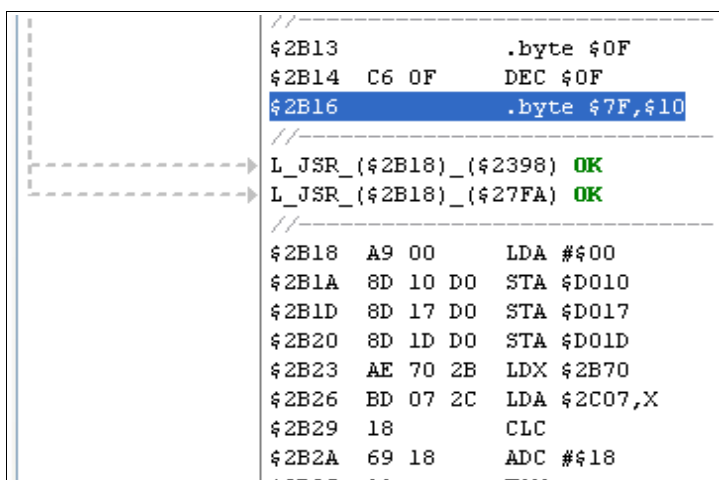 //----------------------------------
$2B13 .byte $0F
$2B14 C6 0F DEC $0F
$2B16 .byte $7F,$10
//----------------------------------
L_JSR_($2B18)_($2398) OK
L_JSR_($2B18)_($27FA) OK
//----------------------------------
$2B18 A9 00 LDA #$00
$2B1A 8D 10 D0 STA $D010
$2B1D 8D 17 D0 STA $D017
$2B20 8D 1D D0 STA $D01D
$2B23 AE 70 2B LDX $2B70
$2B26 BD 07 2C LDA $2C07,X
$2B29 18 CLC
$2B2A 69 18 ADC #$18